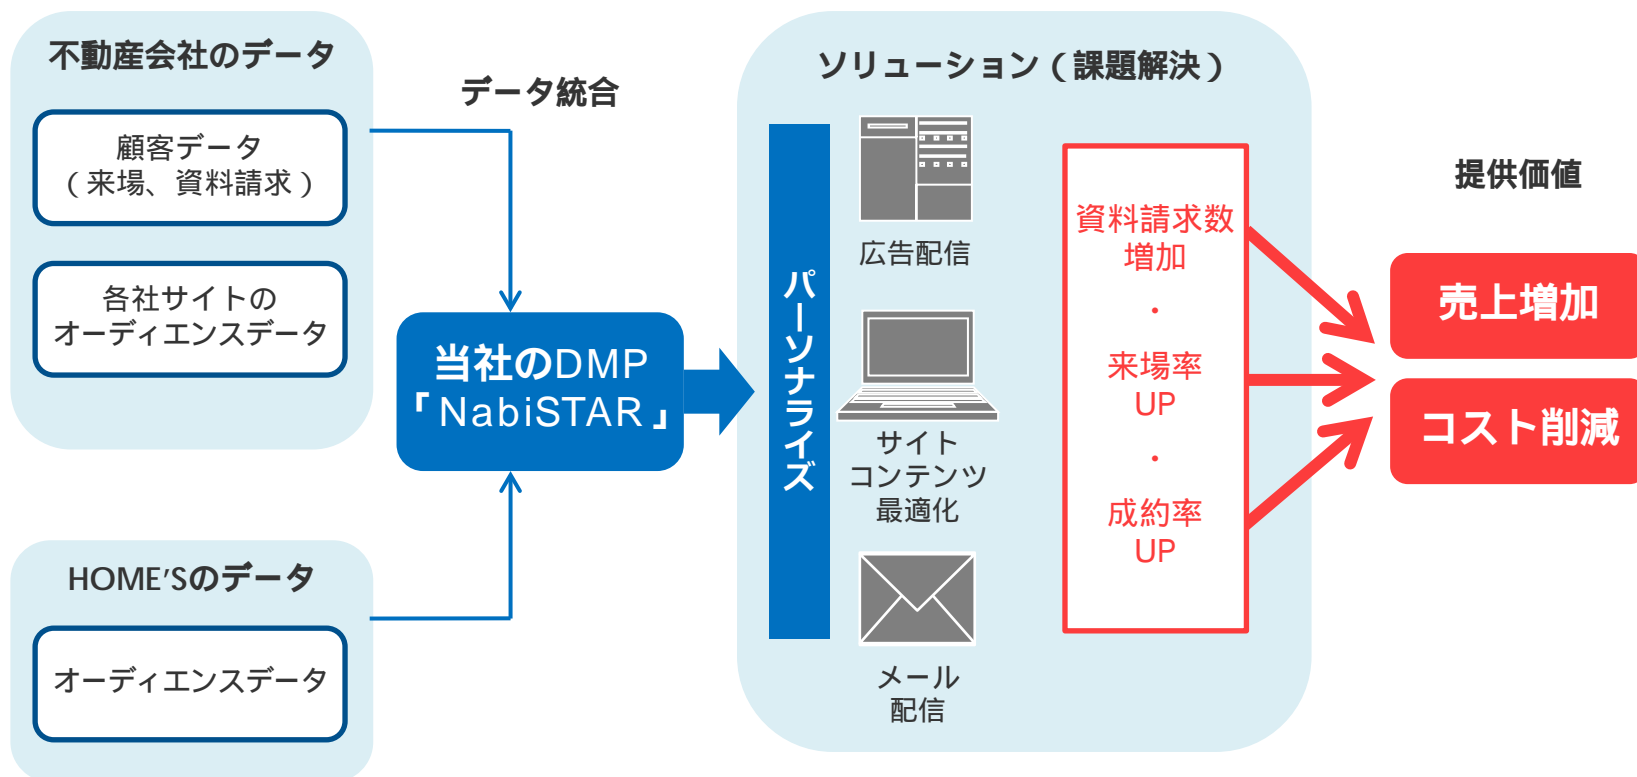 不動産会社のデータ
顧客データ
（来場、資料請求）
各社サイトの
オーディエンスデータ
HOME'Sのデータ
オーディエンスデータ
データ統合
当社のDMP
「NabiSTAR」
ソリューション（課題解決）
パーソナライズ
広告配信
サイト
コンテンツ
最適化
メール
配信
資料請求数
増加
・
来場率
UP
・
成約率
UP
提供価値
売上増加
コスト削減